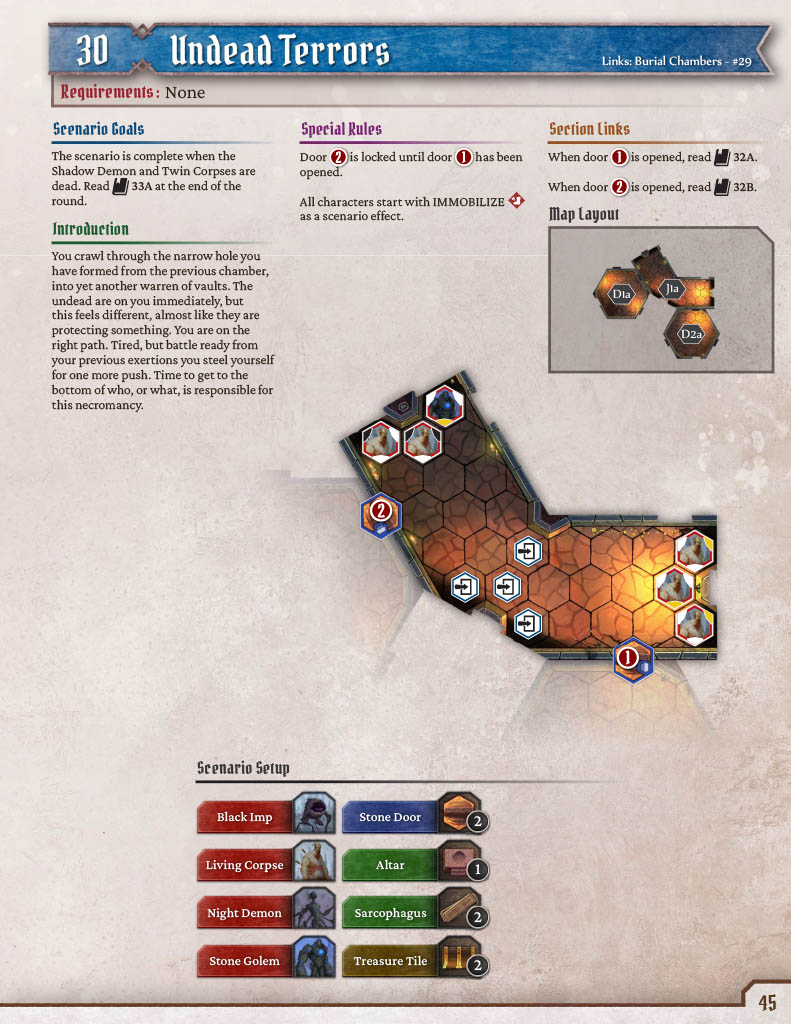 30 Undead Terrors
Links: Burial Chambers - #29
Requirements: None
Scenario Goals
The scenario is complete when the
Shadow Demon and Twin Corpses are
dead. Read 33A at the end of the
round.
Introduction
You crawl through the narrow hole you
have formed from the previous chamber,
into yet another warren of vaults. The
undead are on you immediately, but
this feels different, almost like they are
protecting something. You are on the
right path. Tired, but battle ready from
your previous exertions you steel yourself
for one more push. Time to get to the
bottom of who, or what, is responsible for
this necromancy.
Special Rules
Door 2 is locked until door 1 has been
opened.
All characters start with IMMOBILIZE
as a scenario effect.
Section Links
When door 1 is opened, read 32A.
When door 2 is opened, read 32B.
Map Layout
D1a
J1a
D2a
2
1
Scenario Setup
Black Imp
Stone Door 2
Living Corpse
Altar 1
Night Demon
Sarcophagus 2
Stone Golem
Treasure Tile 2
45